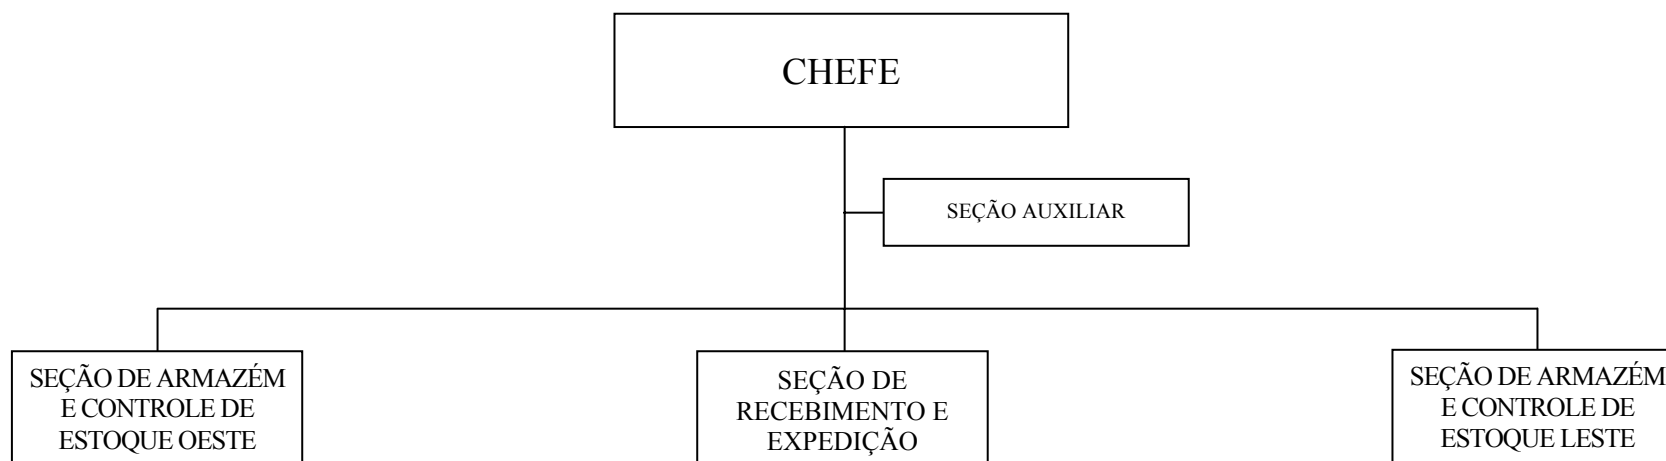 CHEFE
SEÇÃO AUXILIAR
SEÇÃO DE ARMAZÉM
E CONTROLE DE
ESTOQUE OESTE
SEÇÃO DE
RECEBIMENTO E
EXPEDIÇÃO
SEÇÃO DE ARMAZÉM
E CONTROLE DE
ESTOQUE LESTE